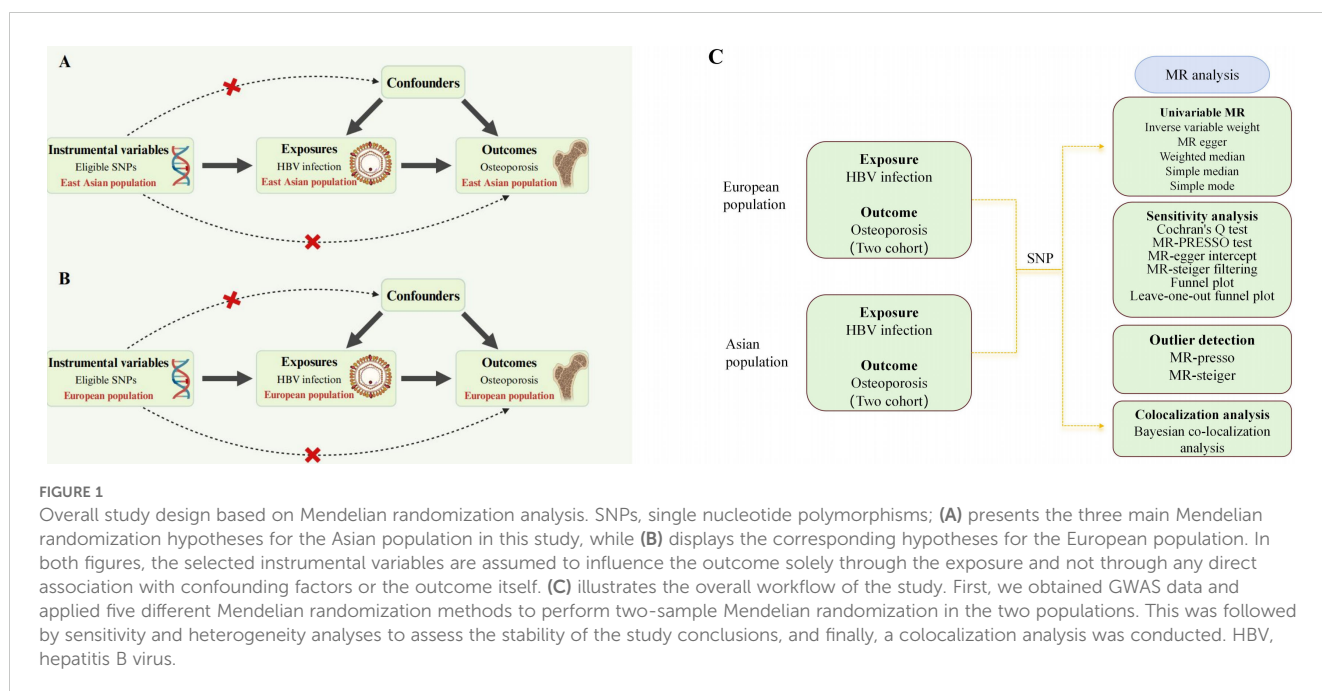 A
Confounders
Instrumental variables
Eligible SNPs
East Asian population
Exposures
HBV infection
East Asian population
Outcomes
Osteoporosis
East Asian population
B
Confounders
Instrumental variables
Eligible SNPs
European population
Exposures
HBV infection
European population
Outcomes
Osteoporosis
European population
C
European
population
Exposure
HBV infection
Outcome
Osteoporosis
(Two cohort)
Asian
population
Exposure
HBV infection
Outcome
Osteoporosis
(Two cohort)
SNP
MR analysis
Univariable MR
Inverse variable weight
MR egger
Weighted median
Simple median
Simple mode
Sensitivity analysis
Cochran's Q test
MR-PRESSO test
MR-egger intercept
MR-steiger filtering
Funnel plot
Leave-one-out funnel plot
Outlier detection
MR-presso
MR-steiger
Colocalization analysis
Bayesian co-localization
analysis
FIGURE 1
Overall study design based on Mendelian randomization analysis. SNPs, single nucleotide polymorphisms; (A) presents the three main Mendelian
randomization hypotheses for the Asian population in this study, while (B) displays the corresponding hypotheses for the European population. In
both figures, the selected instrumental variables are assumed to influence the outcome solely through the exposure and not through any direct
association with confounding factors or the outcome itself. (C) illustrates the overall workflow of the study. First, we obtained GWAS data and
applied five different Mendelian randomization methods to perform two-sample Mendelian randomization in the two populations. This was followed
by sensitivity and heterogeneity analyses to assess the stability of the study conclusions, and finally, a colocalization analysis was conducted. HBV,
hepatitis B virus.